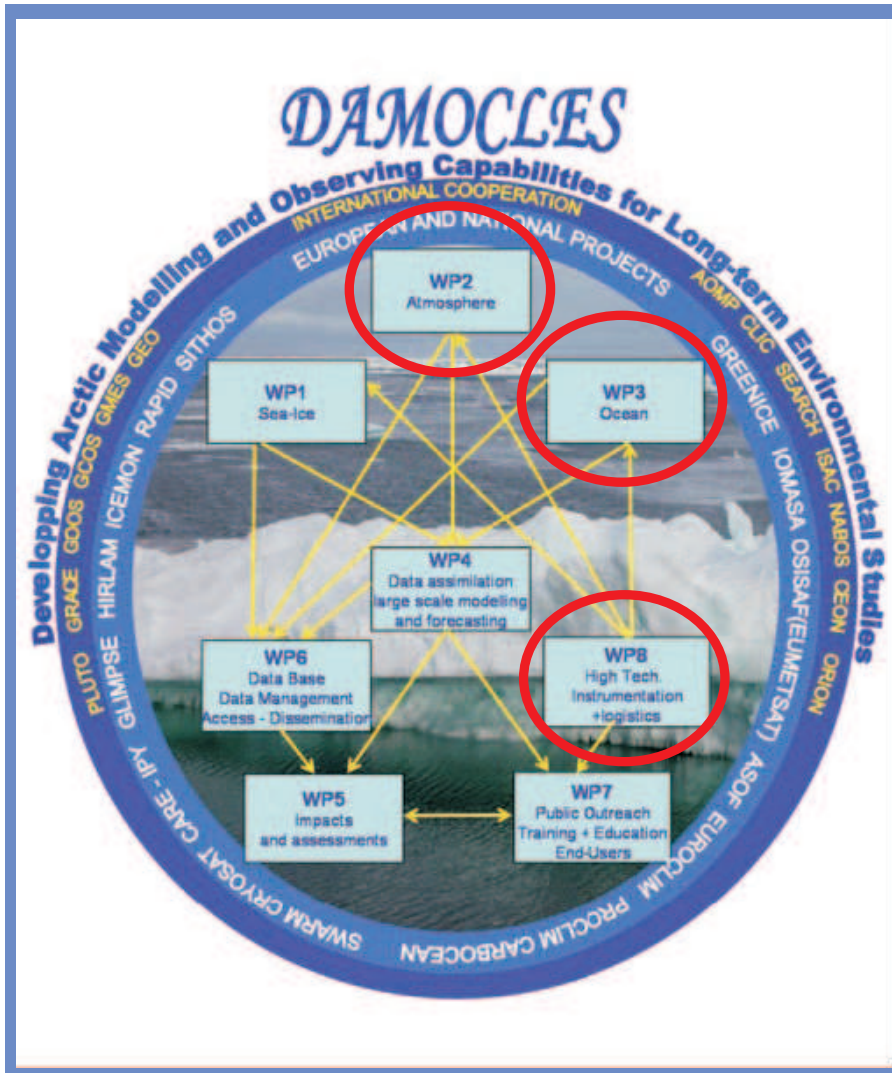 DAMOCLES
Developping Arctic Modelling and Observing Capabilities for Long-term Environmental Studies
INTERNATIONAL COOPERATION
EUROPEAN AND NATIONAL PROJECTS
PLUTO GRACE GOOS GCOS GMES GEO
AOMP CLIC SEARCH ISAC NABOS OEON ORION
GLIMPSE HIRLAM ICEMON RAPID SITHOS
GREENICE IOMASA OSISAF(EUMETSAT) ASOF EUROCLIM PROCLIM CARBOCEAN
SWARM CRYOSAT CARE - IPY
WP2
Atmosphere
WP1
Sea-Ice
WP3
Ocean
WP4
Data assimilation
large scale modelling
and forecasting
WP6
Data Base
Data Management
Access - Dissemination
WP8
High Tech.
Instrumentation
+logistics
WP5
Impacts
and assessments
WP7
Public Outreach
Training + Education
End-Users